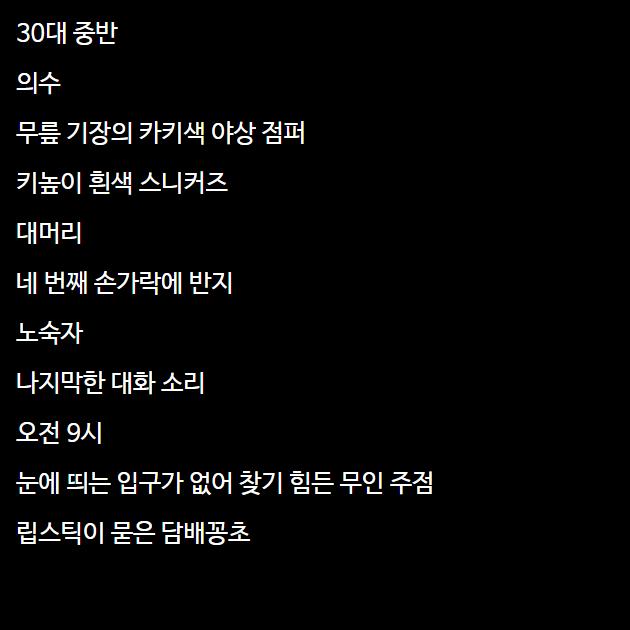 30대 중반
의수
무릎 기장의 카키색 야상 점퍼
키높이 흰색 스니커즈
대머리
네 번째 손가락에 반지
노숙자
나지막한 대화 소리
오전 9시
눈에 띄는 입구가 없어 찾기 힘든 무인 주점
립스틱이 묻은 담배꽁초